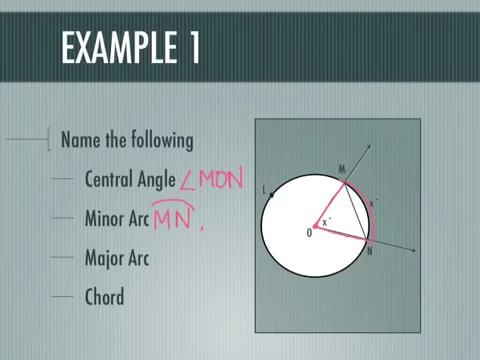 EXAMPLE 1
Name the following
Central Angle ∠MON
Minor Arc MN,
Major Arc
Chord
M
L
x°
x°
O
N